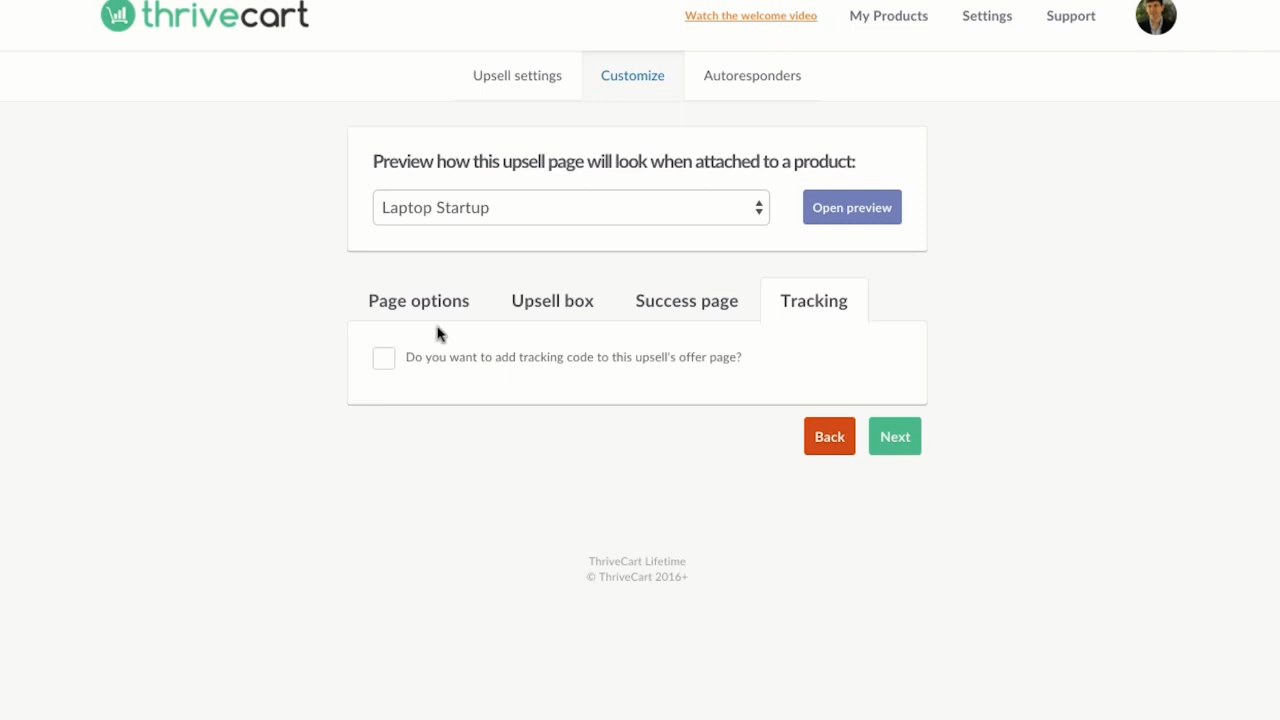 thrivecart
Watch the welcome video
My Products
Settings
Support
Upsell settings
Customize
Autoresponders
Preview how this upsell page will look when attached to a product:
Laptop Startup
Open preview
Page options
Upsell box
Success page
Tracking
Do you want to add tracking code to this upsell's offer page?
Back
Next
ThriveCart Lifetime
© ThriveCart 2016+